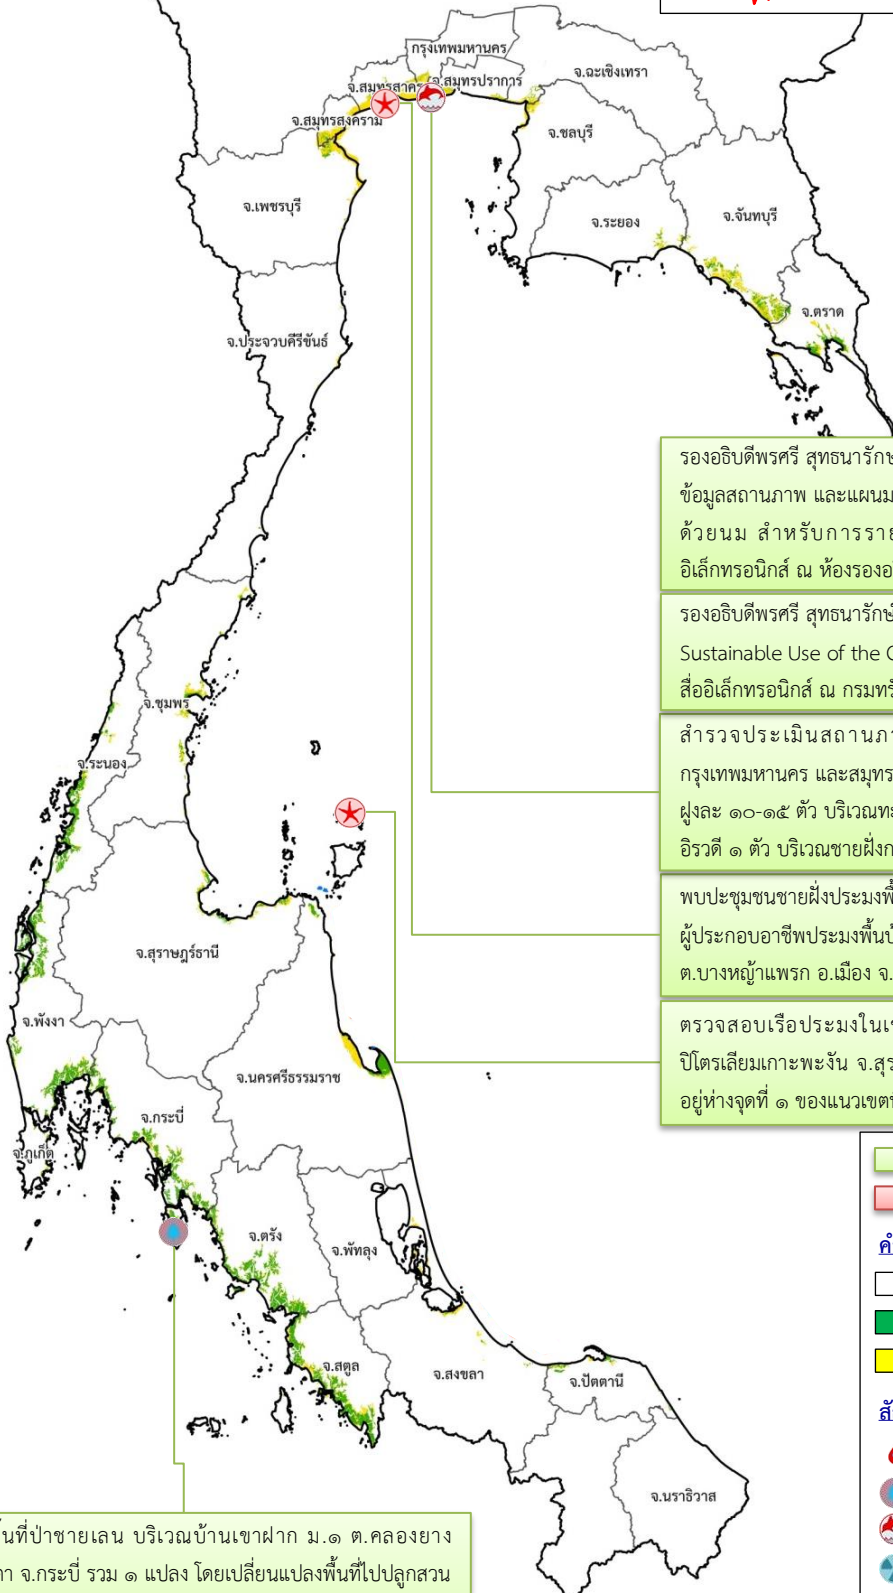 กรุงเทพมหานคร
จ.สมุทรปราการ
จ.ฉะเชิงเทรา
จ.สมุทรสาคร
จ.สมุทรสงคราม
จ.ชลบุรี
จ.เพชรบุรี
จ.ระยอง
จ.จันทบุรี
จ.ตราด
จ.ประจวบคีรีขันธ์
รองอธิบดีพรศรี สุทธนารักษ์
ข้อมูลสถานภาพ และแผนม
ด้วยนม สำหรับการราย
อิเล็กทรอนิกส์ ณ ห้องรองอ
รองอธิบดีพรศรี สุทธนารักษ์
Sustainable Use of the
สื่ออิเล็กทรอนิกส์ ณ กรมทรั
จ.ชุมพร
สำรวจประเมินสถานภา
กรุงเทพมหานคร และสมุทร
ฝูงละ ๑๐-๑๕ ตัว บริเวณทะ
อิรวดี ๑ ตัว บริเวณชายฝั่งก
จ.ระนอง
พบปะชุมชนชายฝั่งประมงพื้
ผู้ประกอบอาชีพประมงพื้นบ้
ต.บางหญ้าแพรก อ.เมือง จ.
จ.สุราษฎร์ธานี
ตรวจสอบเรือประมงในเข
ปิโตรเลียมเกาะพะงัน จ.สุร
อยู่ห่างจุดที่ ๑ ของแนวเขต
จ.พังงา
จ.นครศรีธรรมราช
จ.กระบี่
จ.ภูเก็ต
จ.ตรัง
จ.พัทลุง
จ.สตูล
จ.สงขลา
จ.ปัตตานี
จ.นราธิวาส
คำ
สั
นที่ป่าชายเลน บริเวณบ้านเขาฝาก ม.๑ ต.คลองยาง
ตา จ.กระบี่ รวม ๑ แปลง โดยเปลี่ยนแปลงพื้นที่ไปปลูกสวน